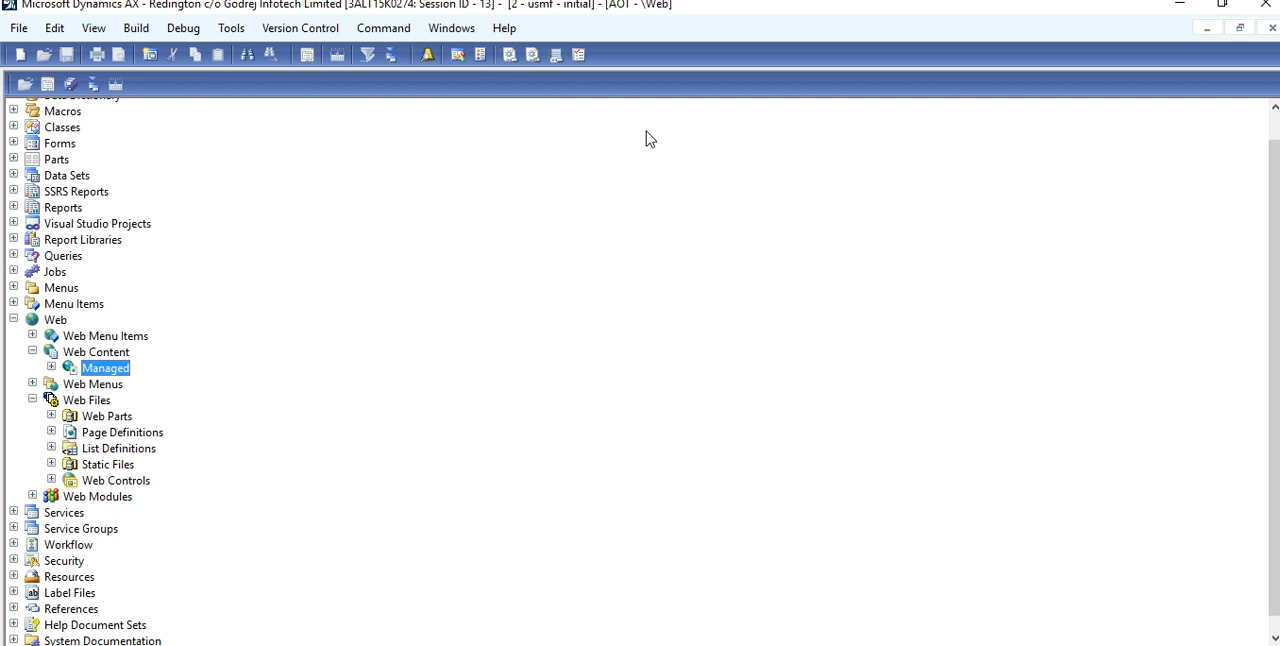 Microsoft Dynamics AX - Redington c/o Godrej Infotech Limited [3ALT15K0274: Session ID - 13] - [2 - usmf - initial] - [AOT - \Web]
File Edit View Build Debug Tools Version Control Command Windows Help
Macros
Classes
Forms
Parts
Data Sets
SSRS Reports
Reports
Visual Studio Projects
Report Libraries
Queries
Jobs
Menus
Menu Items
Web
Web Menu Items
Web Content
Managed
Web Menus
Web Files
Web Parts
Page Definitions
List Definitions
Static Files
Web Controls
Web Modules
Services
Service Groups
Workflow
Security
Resources
Label Files
References
Help Document Sets
System Documentation